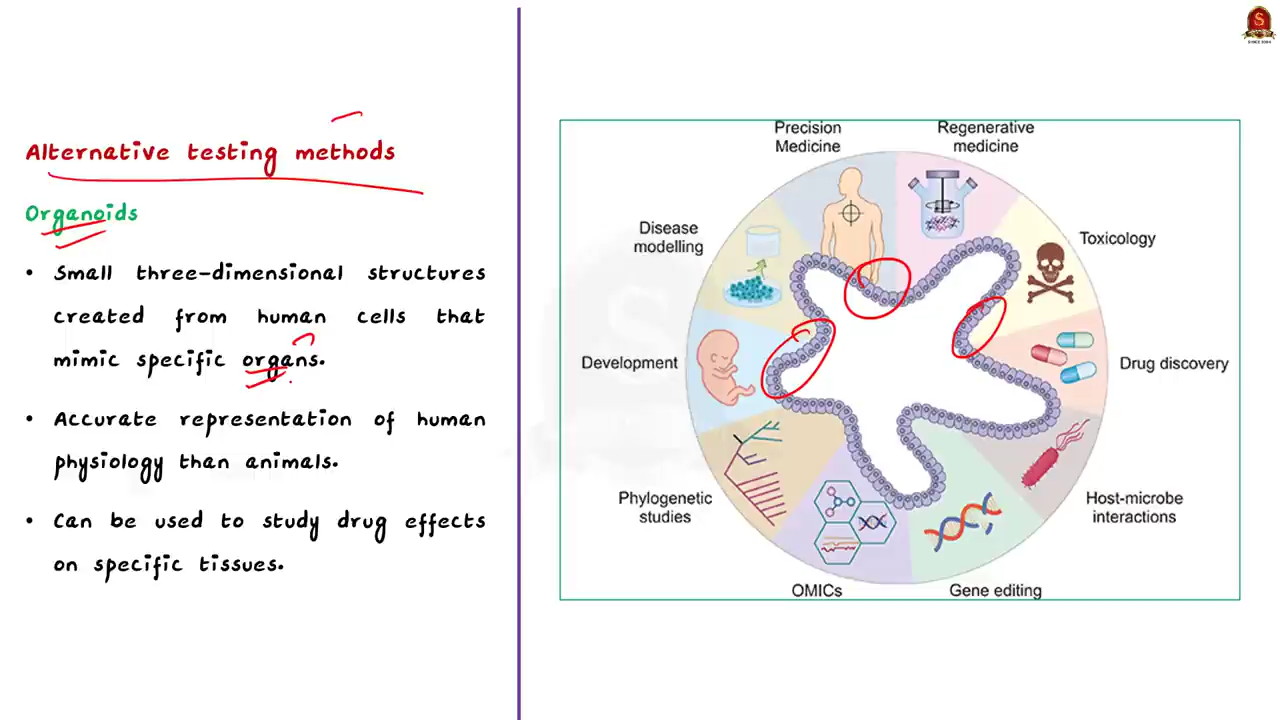 Alternative testing methods
Organoids
• Small three-dimensional structures
created from human cells that
mimic specific organs.
• Accurate representation of human
physiology than animals.
• Can be used to study drug effects
on specific tissues.
Precision
Medicine
Regenerative
medicine
Disease
modelling
Toxicology
Development
Drug discovery
Phylogenetic
studies
Host-microbe
interactions
OMICs
Gene editing
S
SINCE 2004